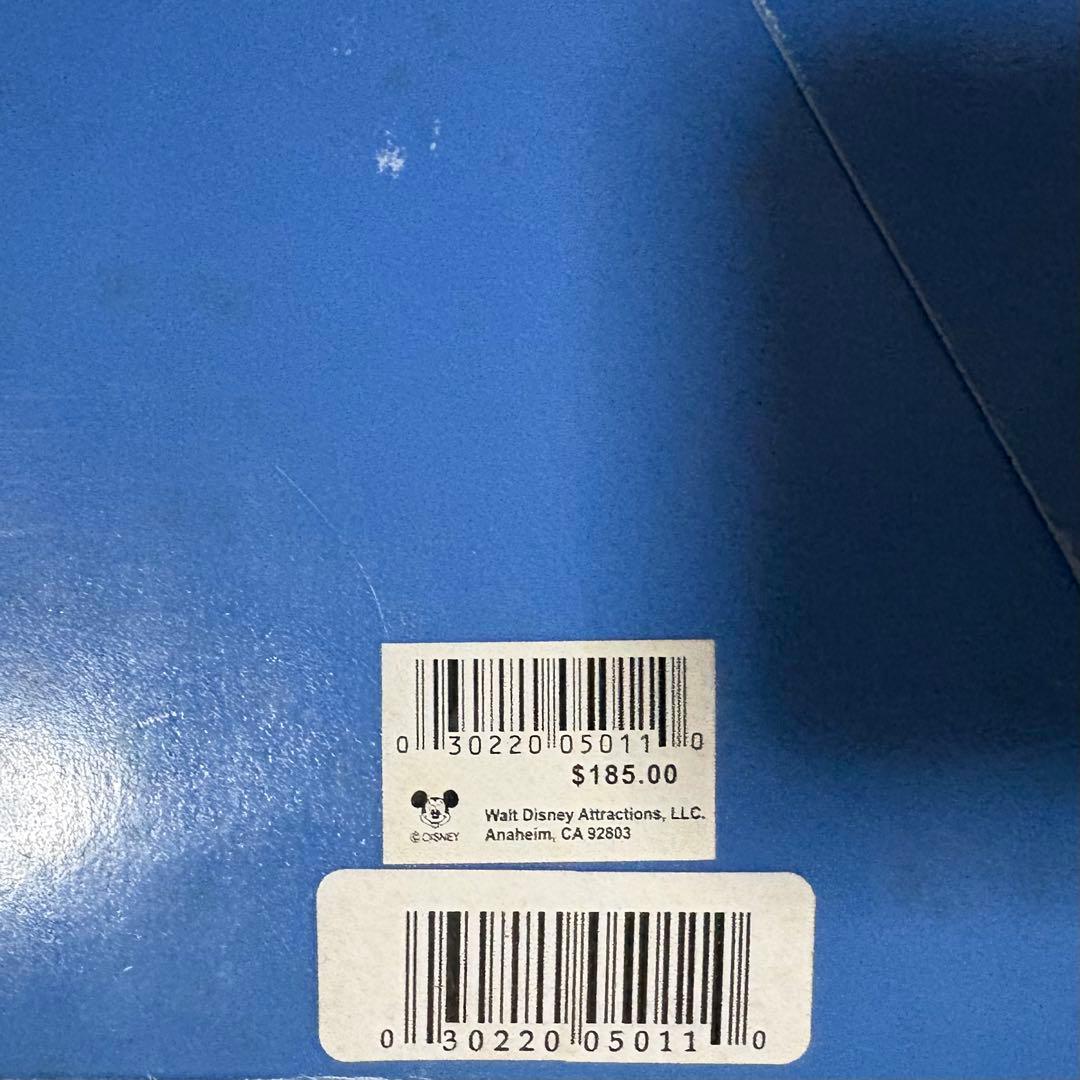 0 30220 05011 0
$185.00
© DISNEY
Walt Disney Attractions, LLC.
Anaheim, CA 92803
0 30220 05011 0